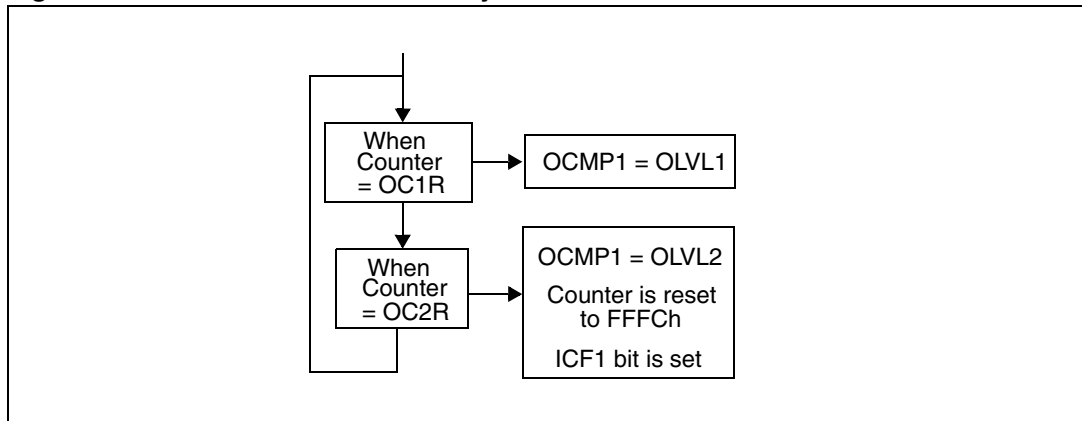 When
Counter
= OC1R
OCMP1 = OLVL1
When
Counter
= OC2R
OCMP1 = OLVL2
Counter is reset
to FFFCh
ICF1 bit is set